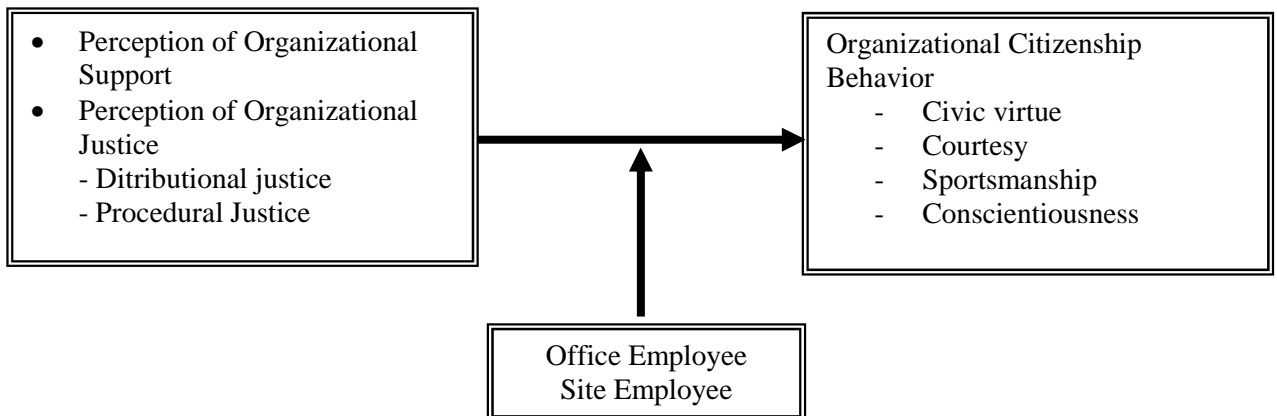 • Perception of Organizational
Support
• Perception of Organizational
Justice
- Ditributional justice
- Procedural Justice
Organizational Citizenship
Behavior
- Civic virtue
- Courtesy
- Sportsmanship
- Conscientiousness
Office Employee
Site Employee